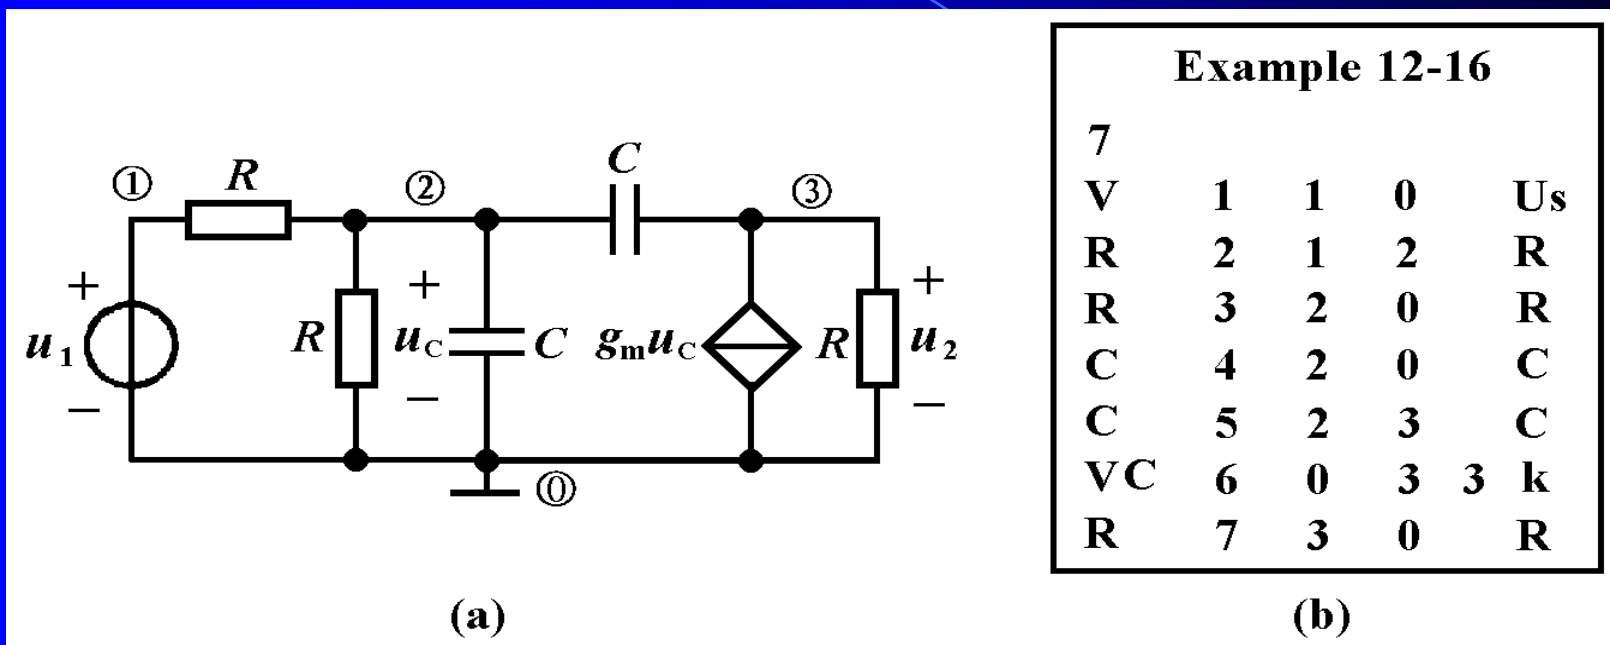 ① R ② C ③
+ + +
u1 R uC C gmuC R u2
− − −
⓪
(a)
Example 12-16
7
V 1 1 0 Us
R 2 1 2 R
R 3 2 0 R
C 4 2 0 C
C 5 2 3 C
VC 6 0 3 3 k
R 7 3 0 R
(b)